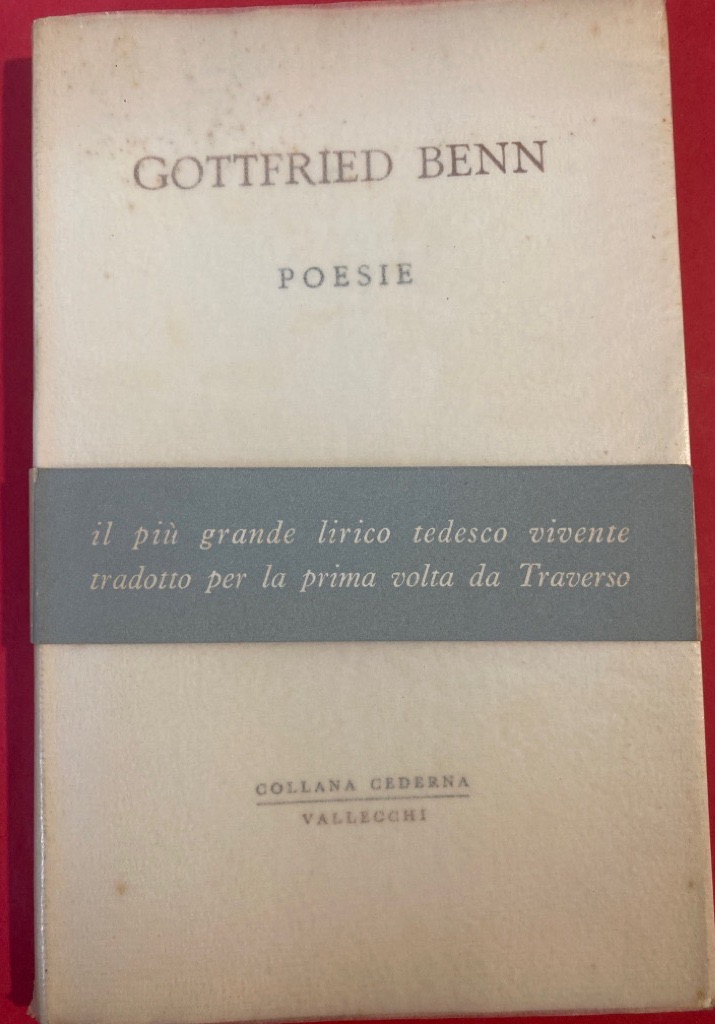 GOTTFRIED BENN
POESIE
il più grande lirico tedesco vivente
tradotto per la prima volta da Traverso
COLLANA CEDERNA
VALLECCHI